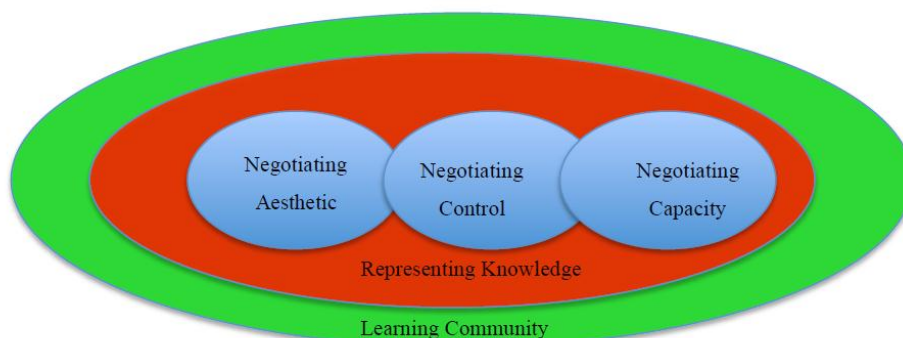 Negotiating
Aesthetic
Negotiating
Control
Negotiating
Capacity
Representing Knowledge
Learning Community